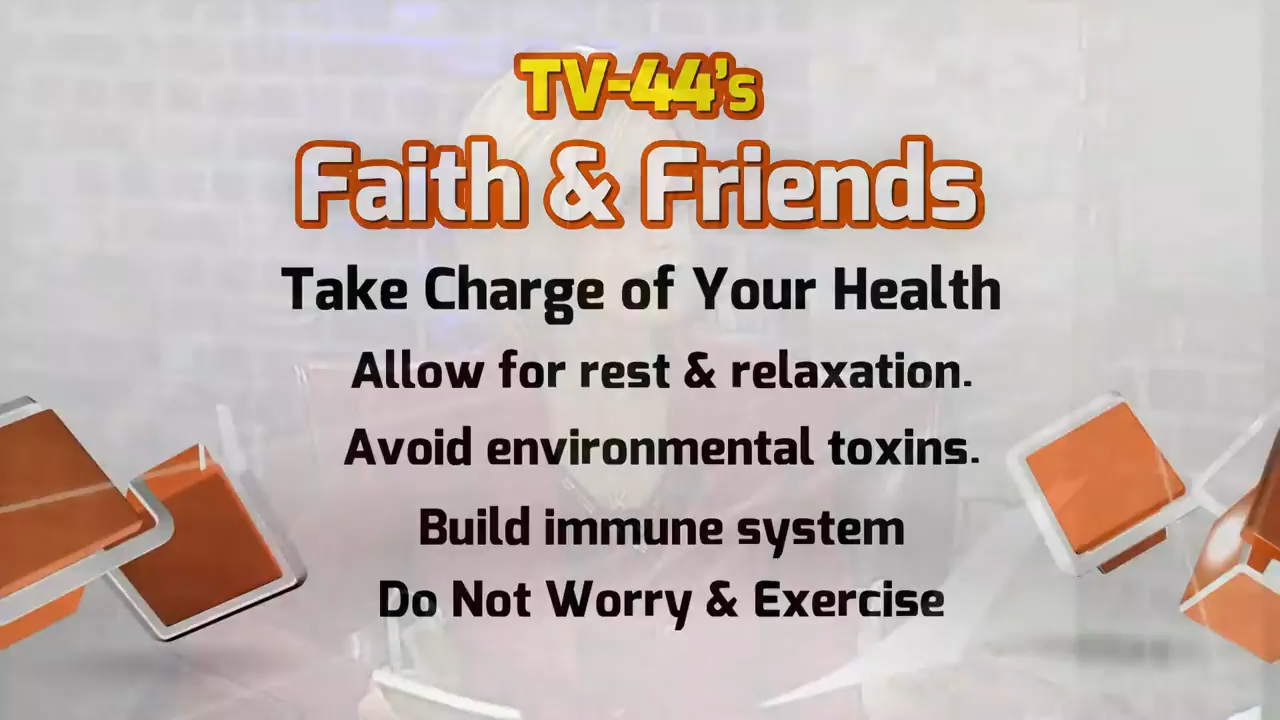 TV-44's
Faith & Friends
Take Charge of Your Health
Allow for rest & relaxation.
Avoid environmental toxins.
Build immune system
Do Not Worry & Exercise